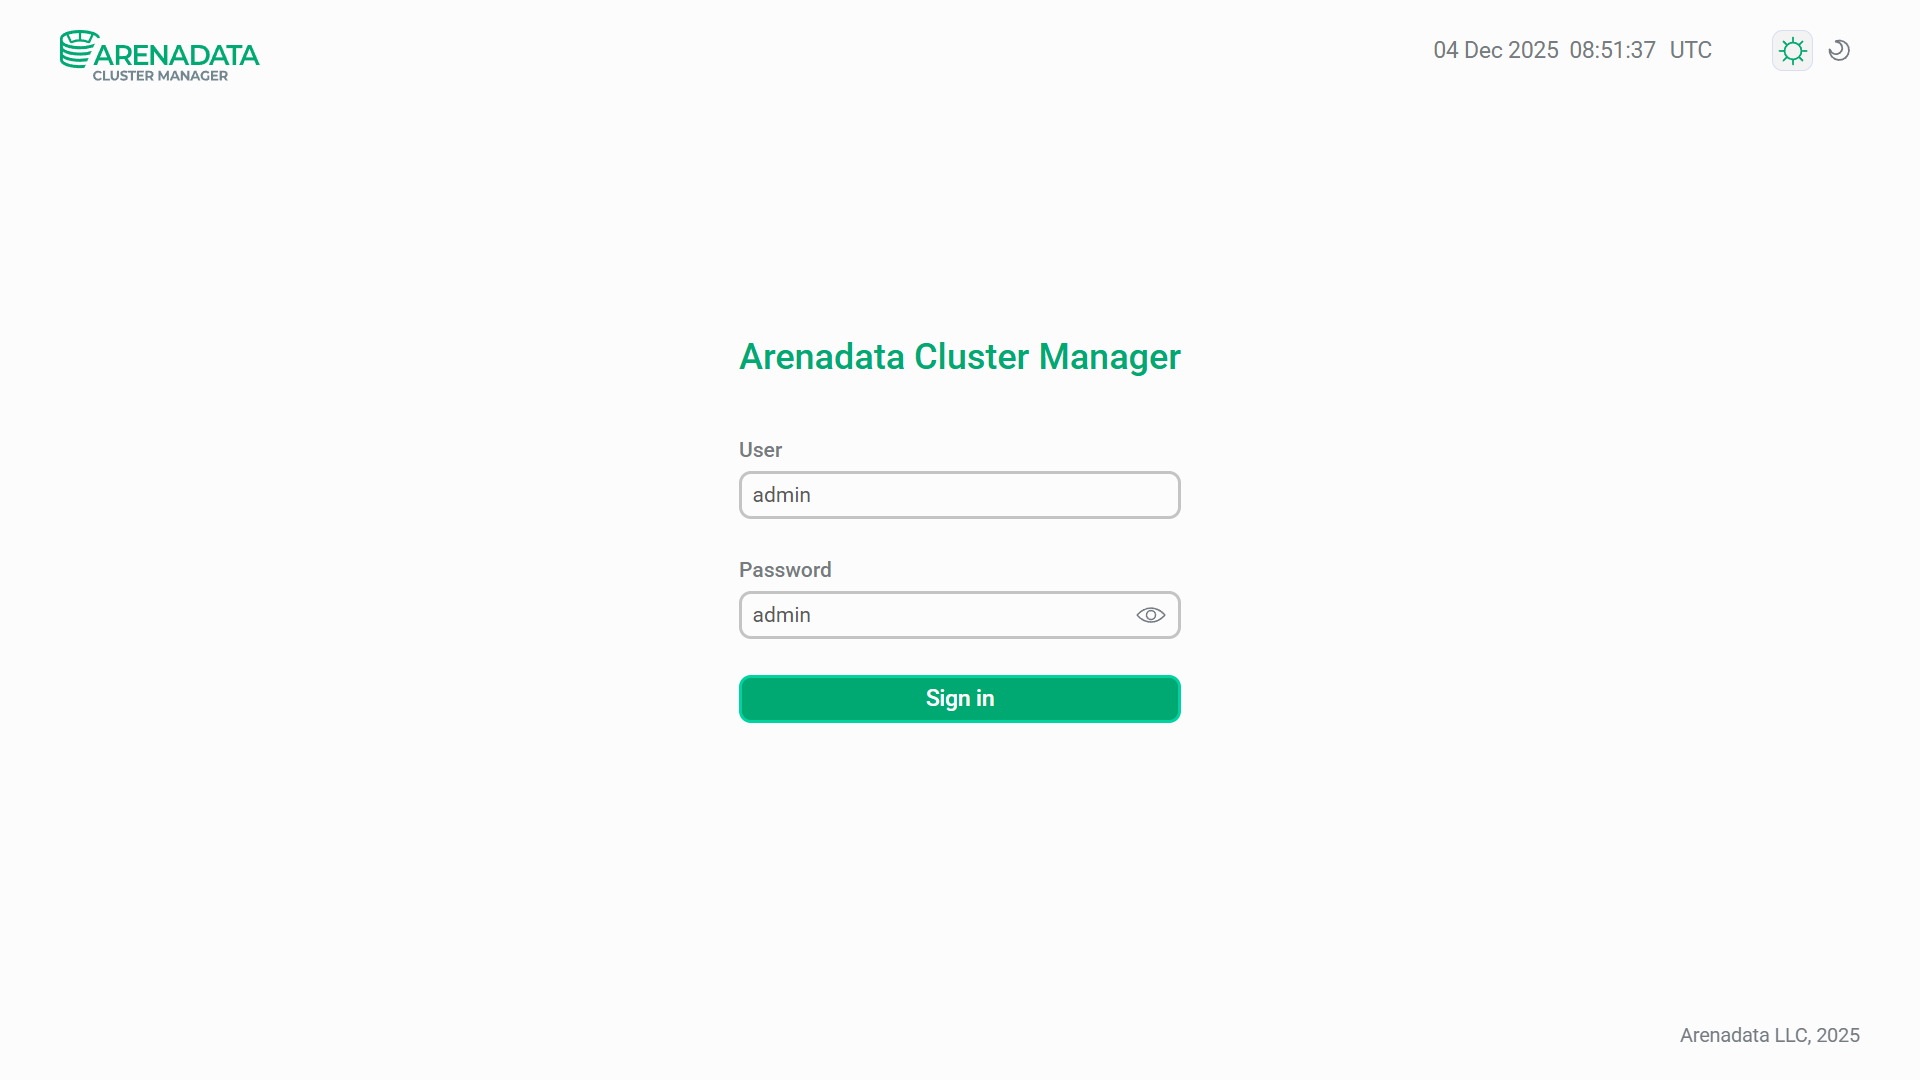 ARENADATA
CLUSTER MANAGER
04 Dec 2025 08:51:37 UTC
Arenadata Cluster Manager
User
admin
Password
admin
Sign in
Arenadata LLC, 2025